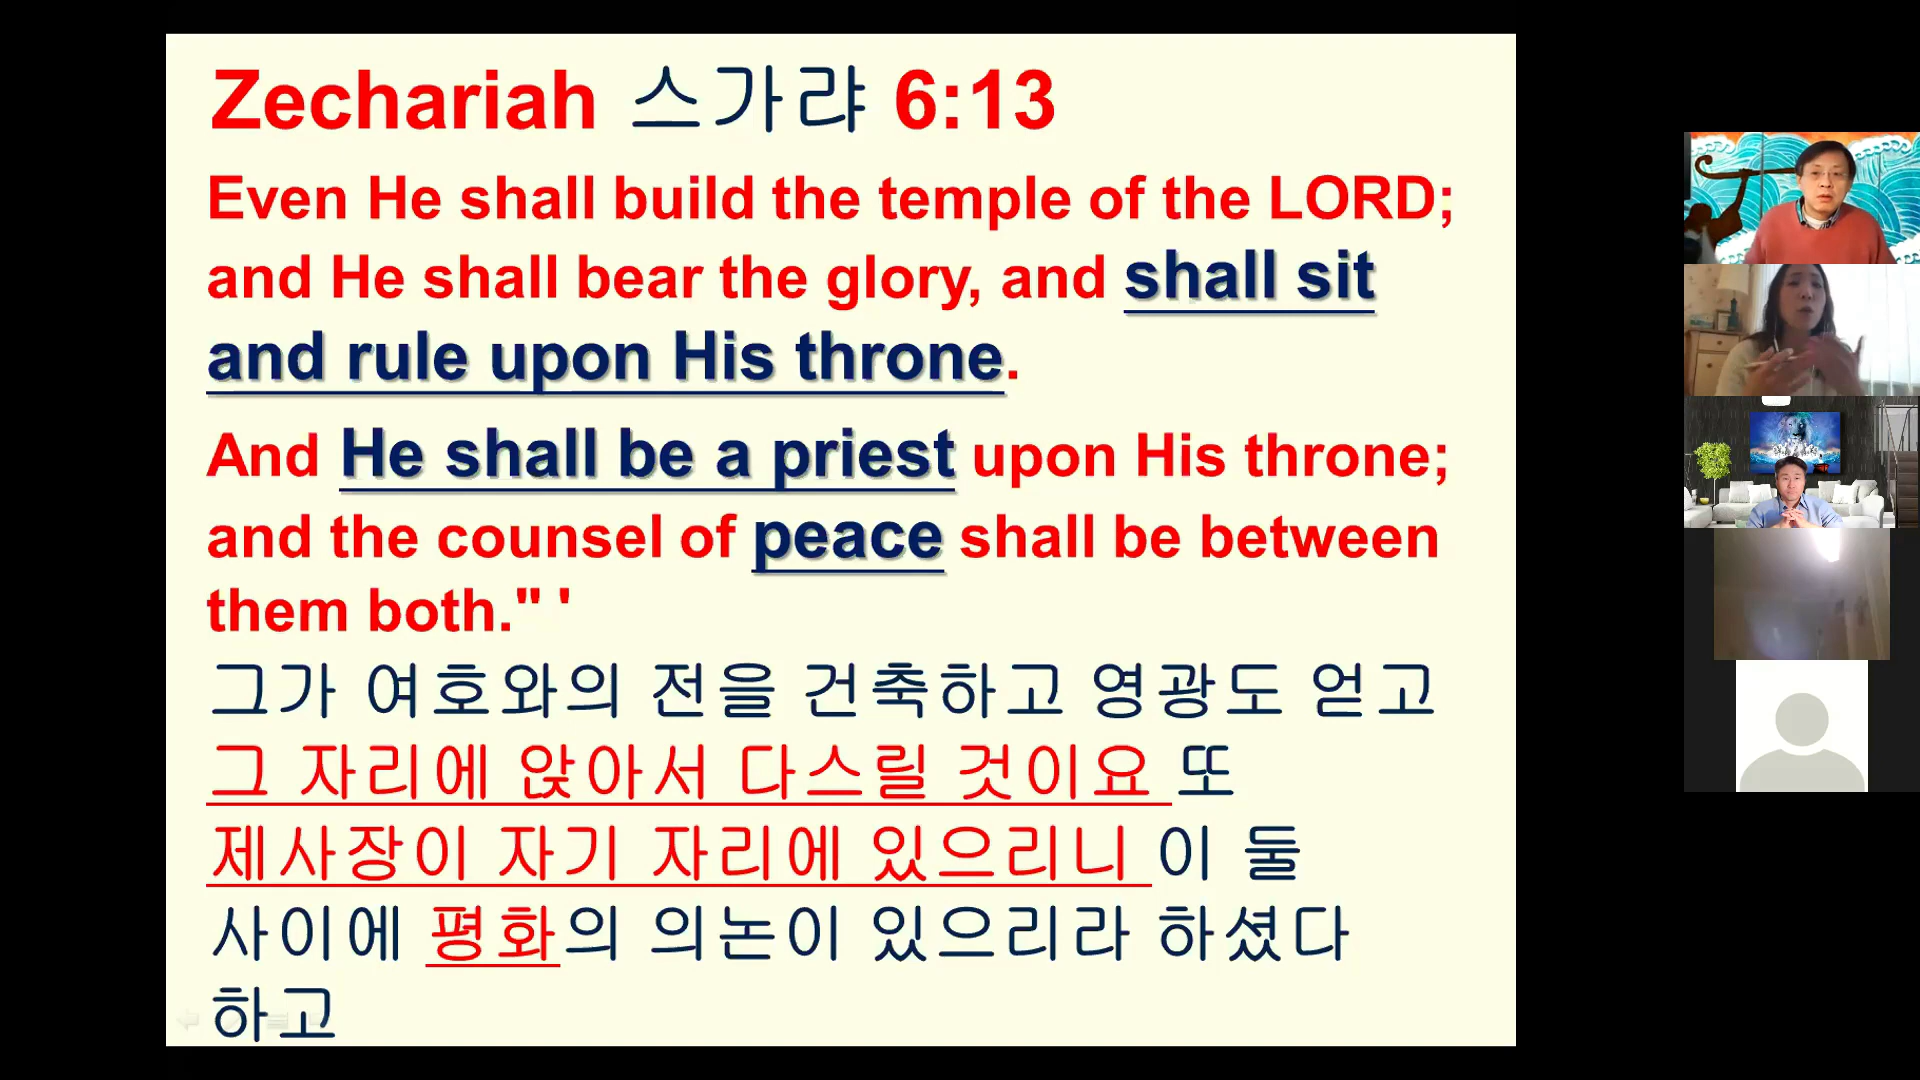 Zechariah 스가랴 6:13
Even He shall build the temple of the LORD;
and He shall bear the glory, and shall sit
and rule upon His throne.
And He shall be a priest upon His throne;
and the counsel of peace shall be between
them both." '
그가 여호와의 전을 건축하고 영광도 얻고
그 자리에 앉아서 다스릴 것이요 또
제사장이 자기 자리에 있으리니 이 둘
사이에 평화의 의논이 있으리라 하셨다
하고